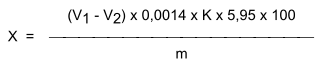 (V1 - V2) x 0,0014 x K x 5,95 x 100
X =
m